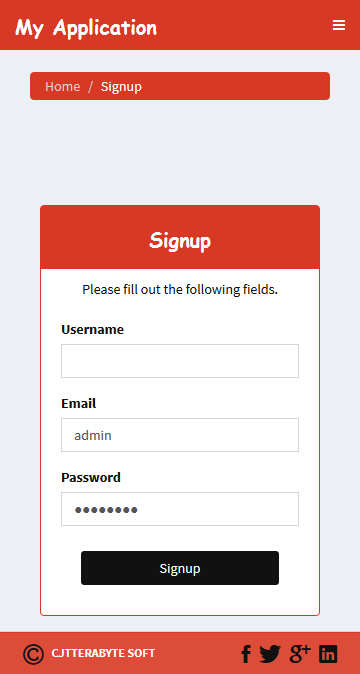 My Application
Home / Signup
Signup
Please fill out the following fields.
Username
Email
admin
Password
●●●●●●●●
Signup
© CJTTERABYTE SOFT